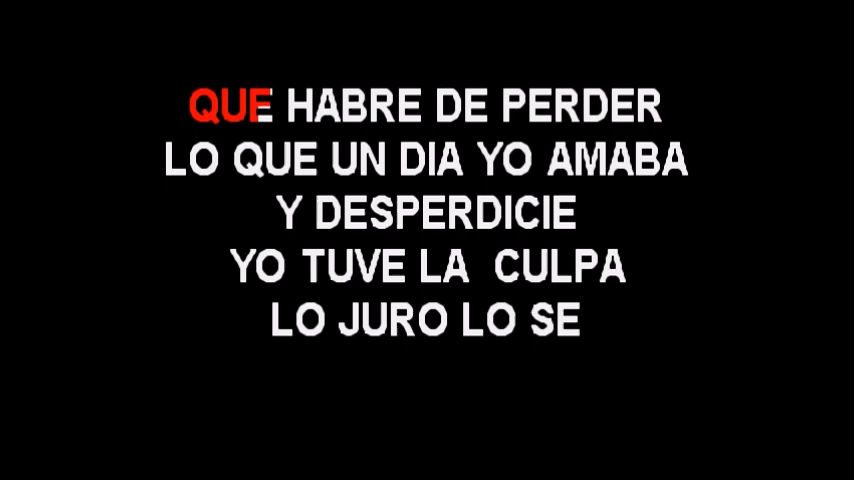 QUE HABRE DE PERDER
LO QUE UN DIA YO AMABA
Y DESPERDICIE
YO TUVE LA CULPA
LO JURO LO SE